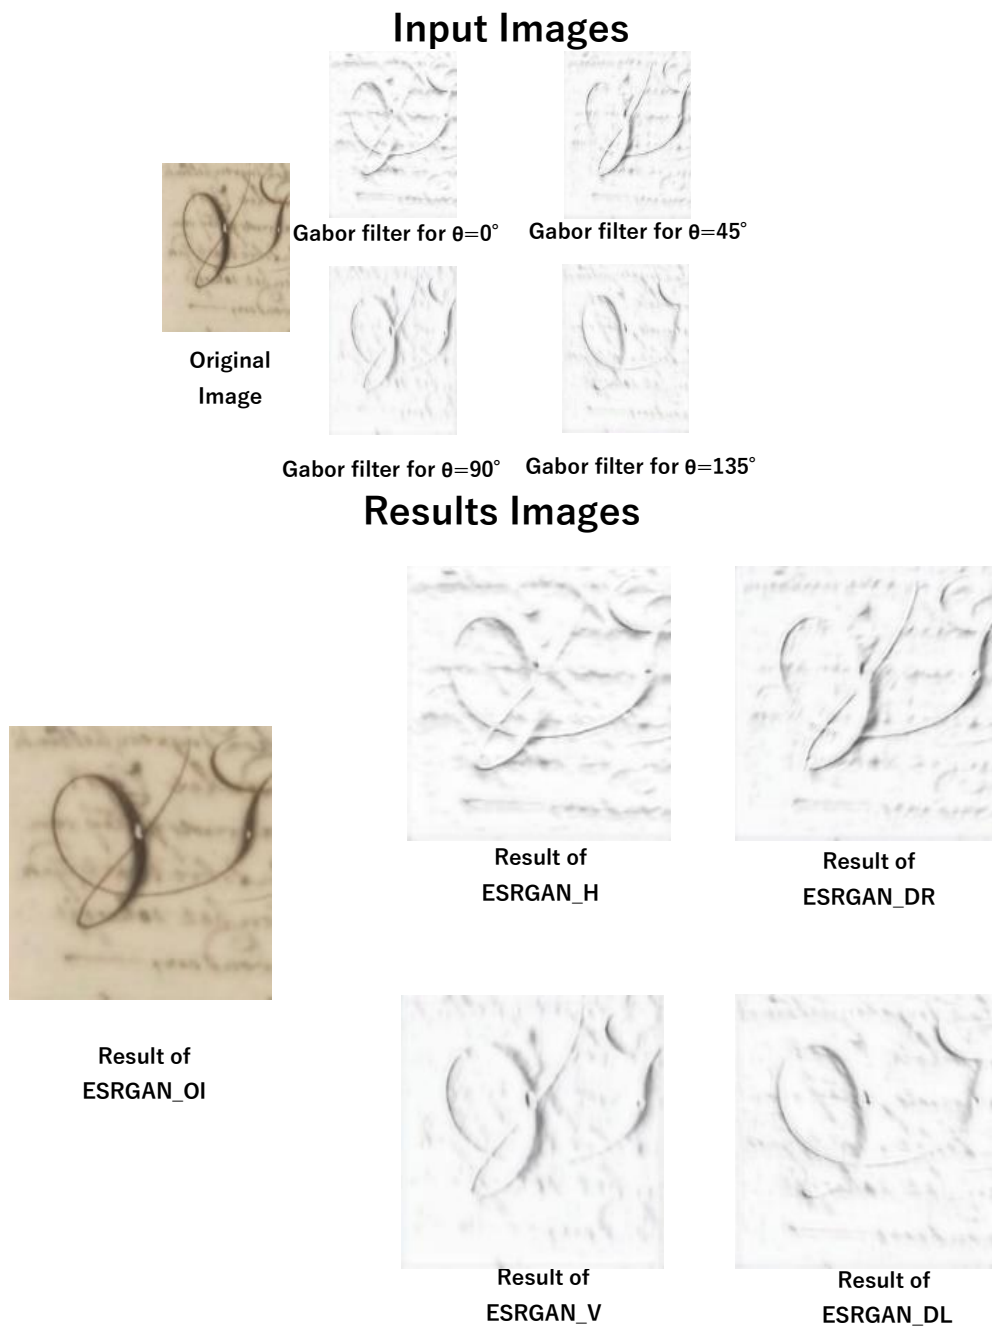 Input Images
Gabor filter for θ=0°
Gabor filter for θ=45°
Original
Image
Gabor filter for θ=90°
Gabor filter for θ=135°
Results Images
Result of
ESRGAN_H
Result of
ESRGAN_DR
Result of
ESRGAN_OI
Result of
ESRGAN_V
Result of
ESRGAN_DL